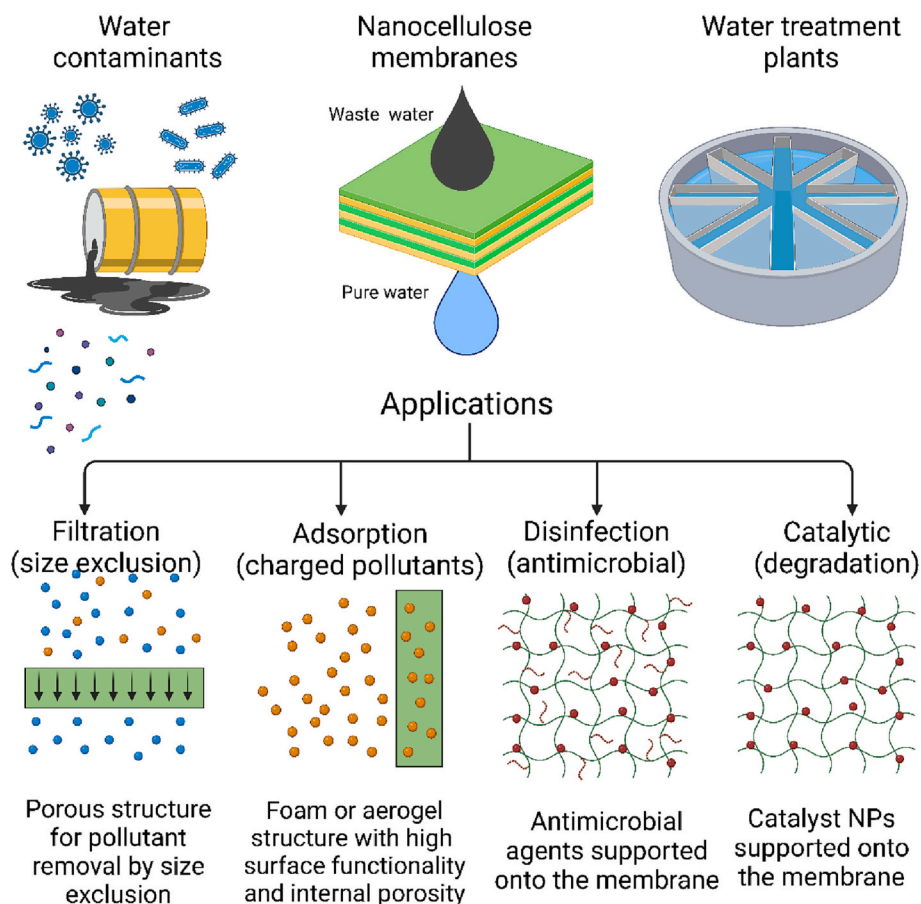 Water
contaminants
Nanocellulose
membranes
Water treatment
plants
Waste water
Pure water
Applications
Filtration
(size exclusion)
Adsorption
(charged pollutants)
Disinfection
(antimicrobial)
Catalytic
(degradation)
Porous structure
for pollutant
removal by size
exclusion
Foam or aerogel
structure with high
surface functionality
and internal porosity
Antimicrobial
agents supported
onto the membrane
Catalyst NPs
supported onto
the membrane